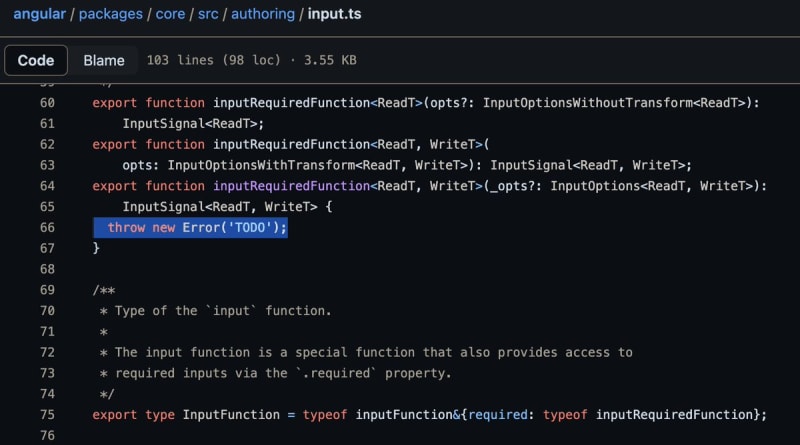 angular / packages / core / src / authoring / input.ts
Code Blame 103 lines (98 loc) · 3.55 KB
60 export function inputRequiredFunction<ReadT>(opts?: InputOptionsWithoutTransform<ReadT>):
61     InputSignal<ReadT>;
62 export function inputRequiredFunction<ReadT, WriteT>(
63     opts: InputOptionsWithTransform<ReadT, WriteT>): InputSignal<ReadT, WriteT>;
64 export function inputRequiredFunction<ReadT, WriteT>(_opts?: InputOptions<ReadT, WriteT>):
65     InputSignal<ReadT, WriteT> {
66   throw new Error('TODO');
67 }
68
69 /**
70  * Type of the `input` function.
71  *
72  * The input function is a special function that also provides access to
73  * required inputs via the `.required` property.
74  */
75 export type InputFunction = typeof inputFunction&{required: typeof inputRequiredFunction};
76